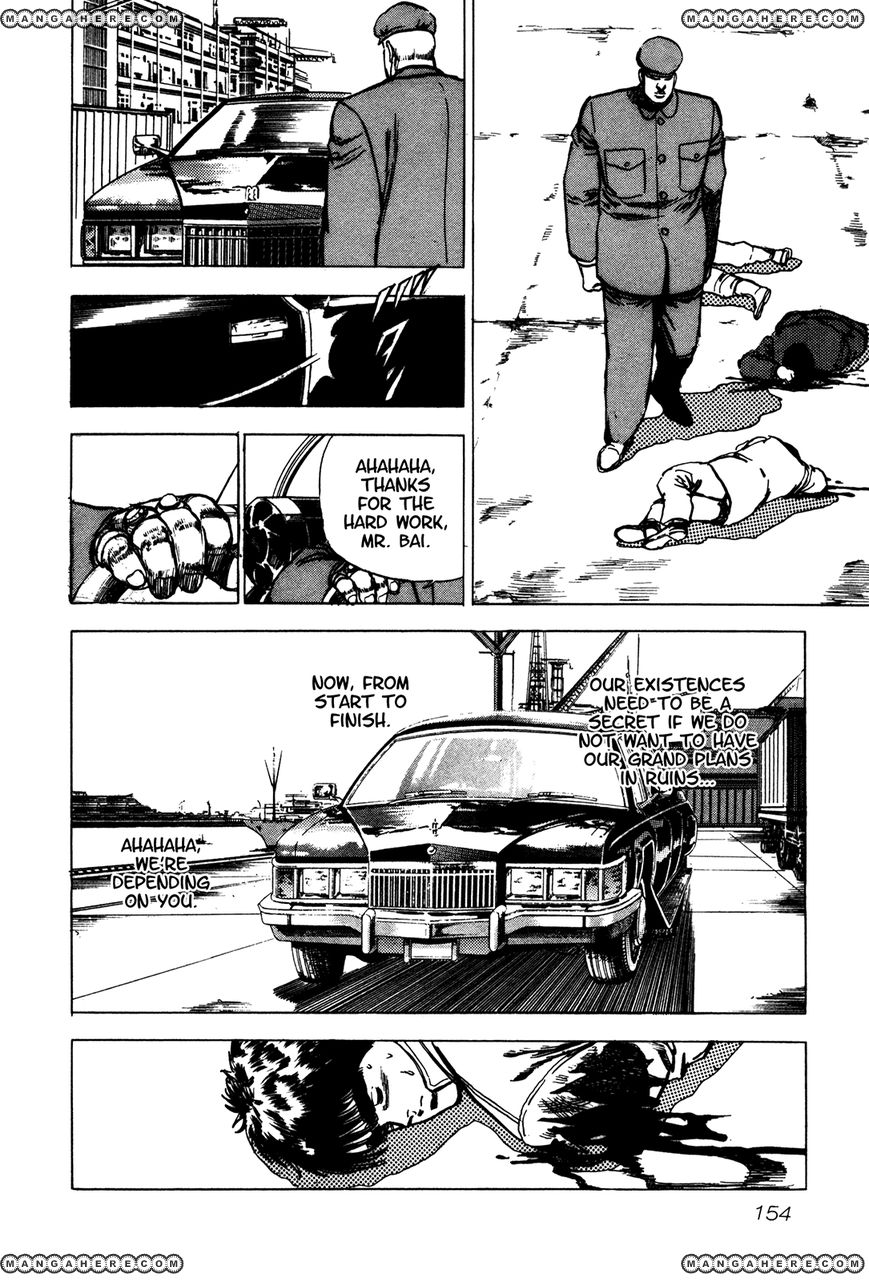 MANGAHERE.COM
MANGAHERE.COM
AHAHAHA,
THANKS
FOR THE
HARD WORK,
MR. BAI.
OUR EXISTENCES
NEED TO BE A
SECRET IF WE DO
NOT WANT TO HAVE
OUR GRAND PLANS
IN RUINS...
NOW, FROM
START TO
FINISH.
AHAHAHA,
WE'RE
DEPENDING
ON YOU.
154
MANGAHERE.COM
MANGAHERE.COM